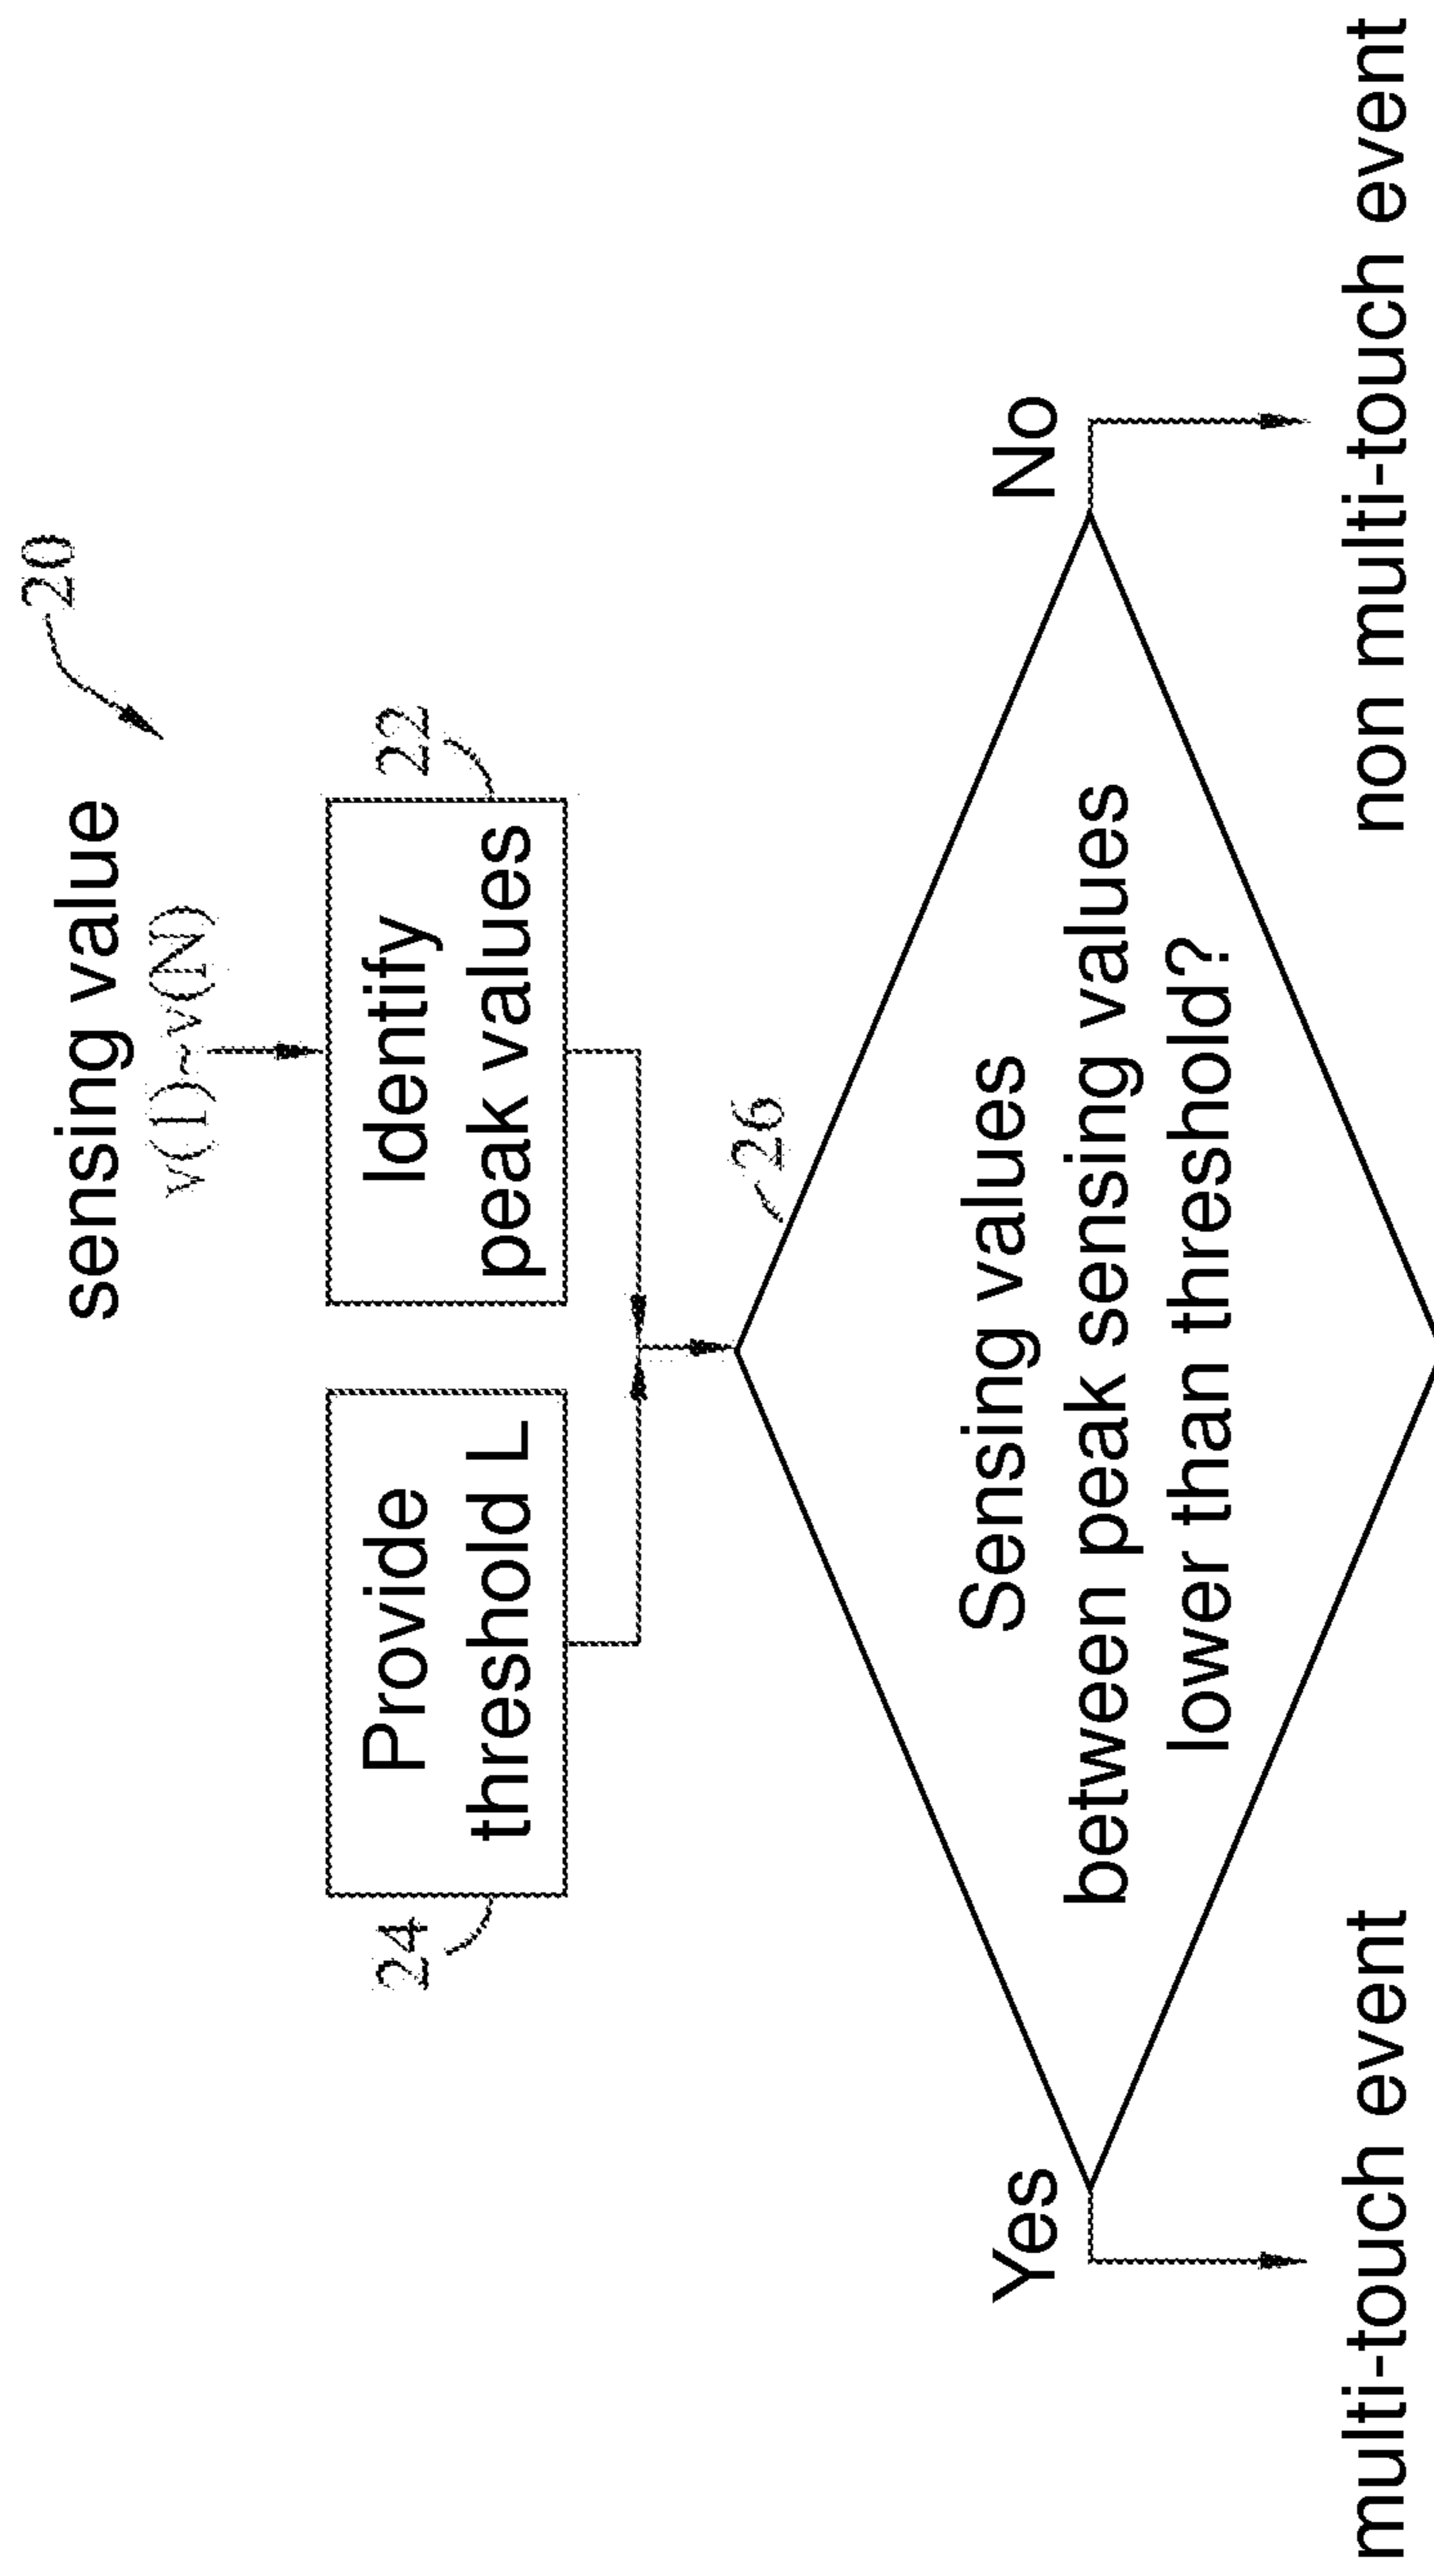 20
sensing value
v(1)~v(N)
24
Provide
threshold L
22
Identify
peak values
26
Sensing values
between peak sensing values
lower than threshold?
Yes
No
multi-touch event
non multi-touch event